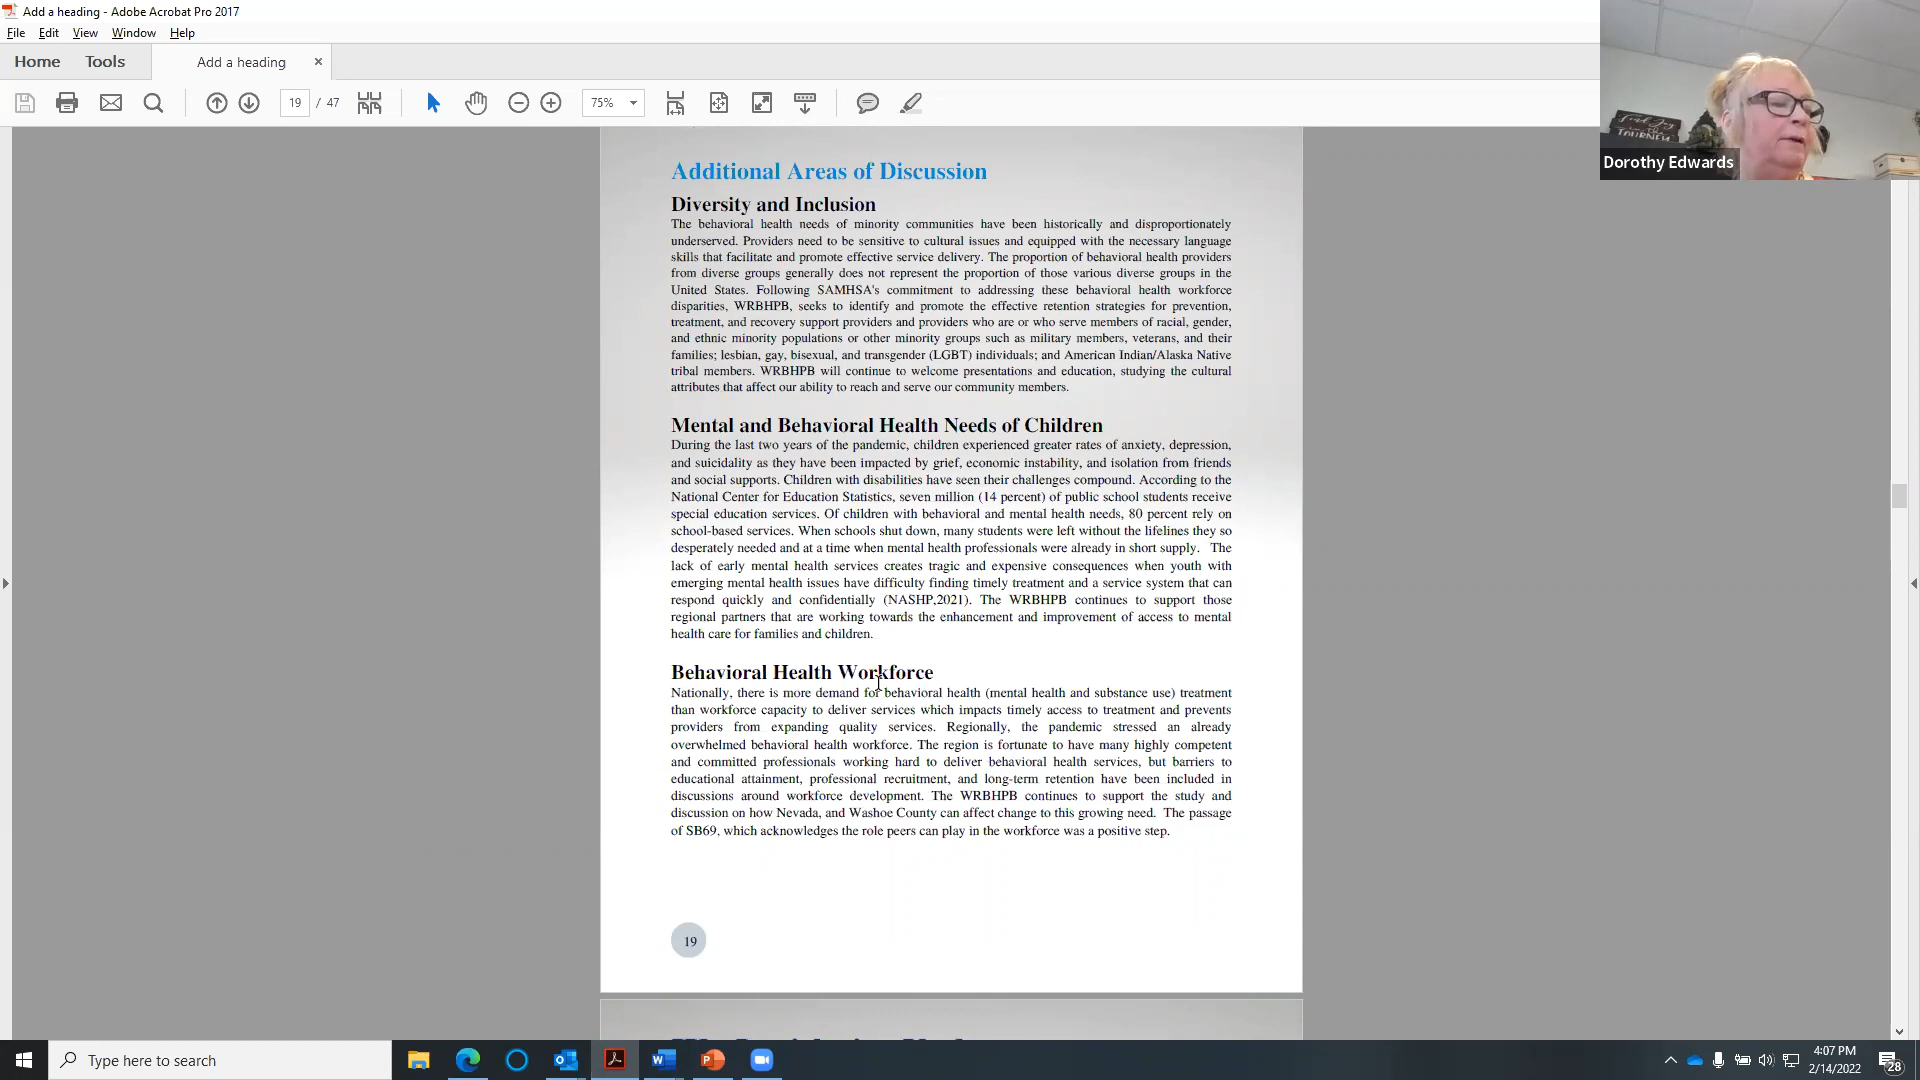 Add a heading - Adobe Acrobat Pro 2017
File Edit View Window Help
Home Tools Add a heading ×
19 / 47 75%
Dorothy Edwards
Additional Areas of Discussion
Diversity and Inclusion
The behavioral health needs of minority communities have been historically and disproportionately
underserved. Providers need to be sensitive to cultural issues and equipped with the necessary language
skills that facilitate and promote effective service delivery. The proportion of behavioral health providers
from diverse groups generally does not represent the proportion of those various diverse groups in the
United States. Following SAMHSA's commitment to addressing these behavioral health workforce
disparities, WRBHPB, seeks to identify and promote the effective retention strategies for prevention,
treatment, and recovery support providers and providers who are or who serve members of racial, gender,
and ethnic minority populations or other minority groups such as military members, veterans, and their
families; lesbian, gay, bisexual, and transgender (LGBT) individuals; and American Indian/Alaska Native
tribal members. WRBHPB will continue to welcome presentations and education, studying the cultural
attributes that affect our ability to reach and serve our community members.
Mental and Behavioral Health Needs of Children
During the last two years of the pandemic, children experienced greater rates of anxiety, depression,
and suicidality as they have been impacted by grief, economic instability, and isolation from friends
and social supports. Children with disabilities have seen their challenges compound. According to the
National Center for Education Statistics, seven million (14 percent) of public school students receive
special education services. Of children with behavioral and mental health needs, 80 percent rely on
school-based services. When schools shut down, many students were left without the lifelines they so
desperately needed and at a time when mental health professionals were already in short supply. The
lack of early mental health services creates tragic and expensive consequences when youth with
emerging mental health issues have difficulty finding timely treatment and a service system that can
respond quickly and confidentially (NASHP,2021). The WRBHPB continues to support those
regional partners that are working towards the enhancement and improvement of access to mental
health care for families and children.
Behavioral Health Workforce
Nationally, there is more demand for behavioral health (mental health and substance use) treatment
than workforce capacity to deliver services which impacts timely access to treatment and prevents
providers from expanding quality services. Regionally, the pandemic stressed an already
overwhelmed behavioral health workforce. The region is fortunate to have many highly competent
and committed professionals working hard to deliver behavioral health services, but barriers to
educational attainment, professional recruitment, and long-term retention have been included in
discussions around workforce development. The WRBHPB continues to support the study and
discussion on how Nevada, and Washoe County can affect change to this growing need. The passage
of SB69, which acknowledges the role peers can play in the workforce was a positive step.
19
Type here to search
4:07 PM
2/14/2022
28